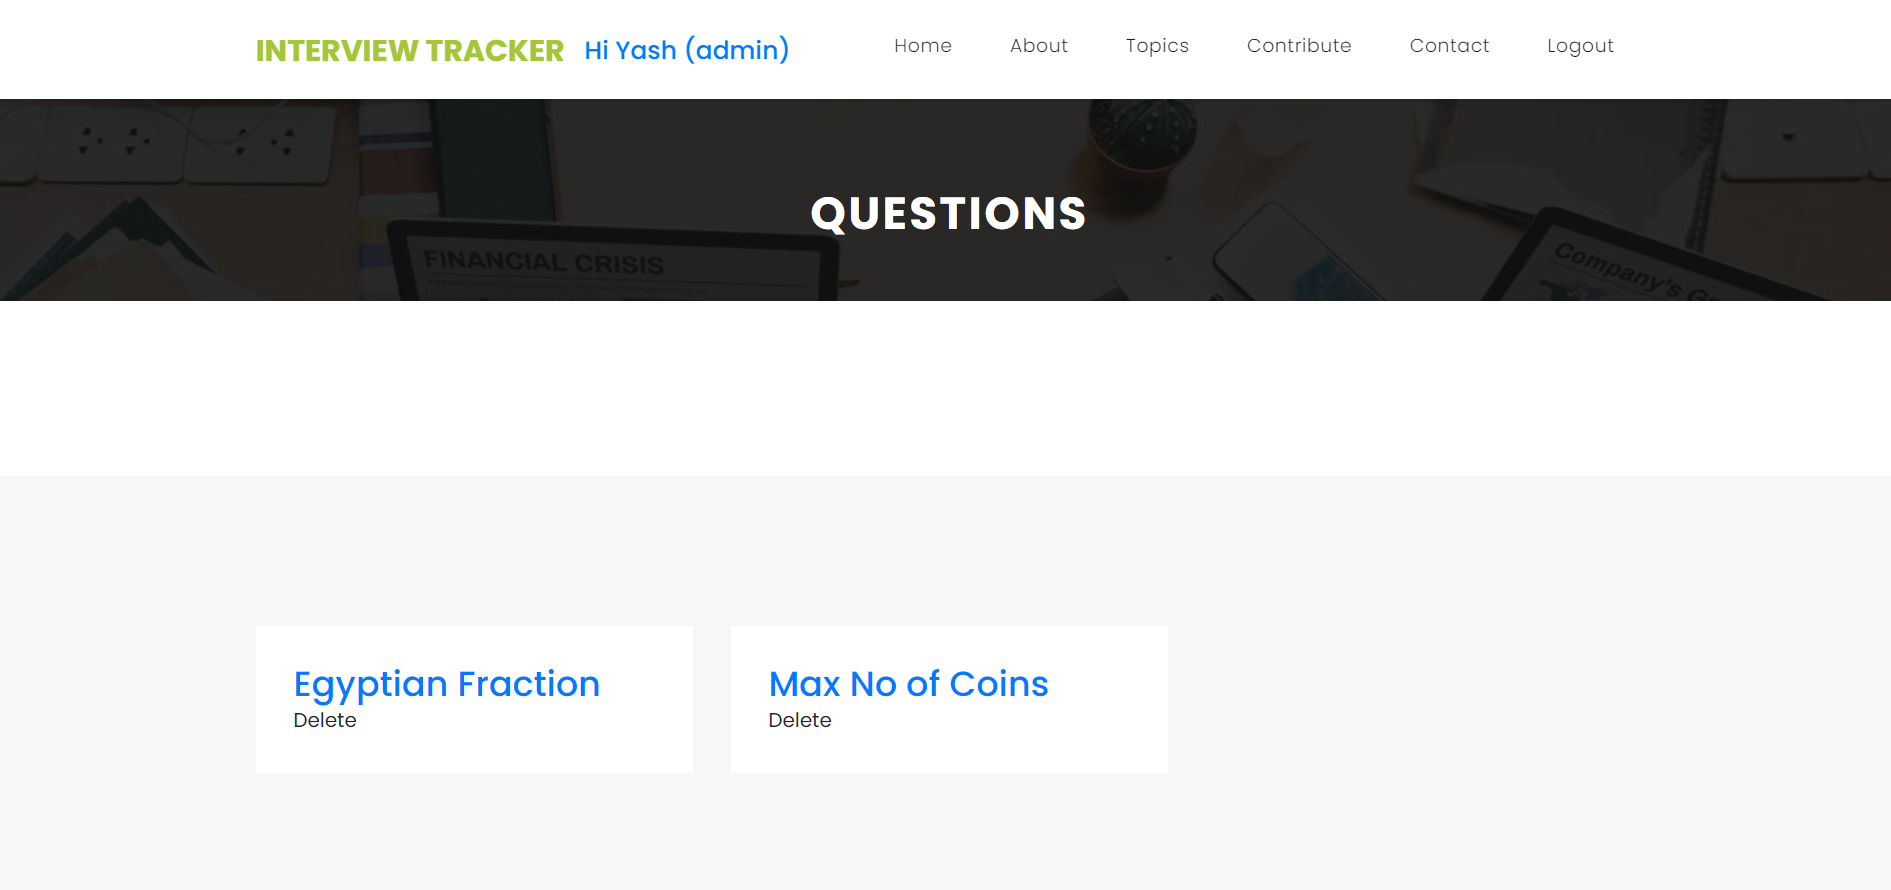 INTERVIEW TRACKER Hi Yash (admin) Home About Topics Contribute Contact Logout
QUESTIONS
FINANCIAL CRISIS
Company's
Egyptian Fraction
Delete
Max No of Coins
Delete